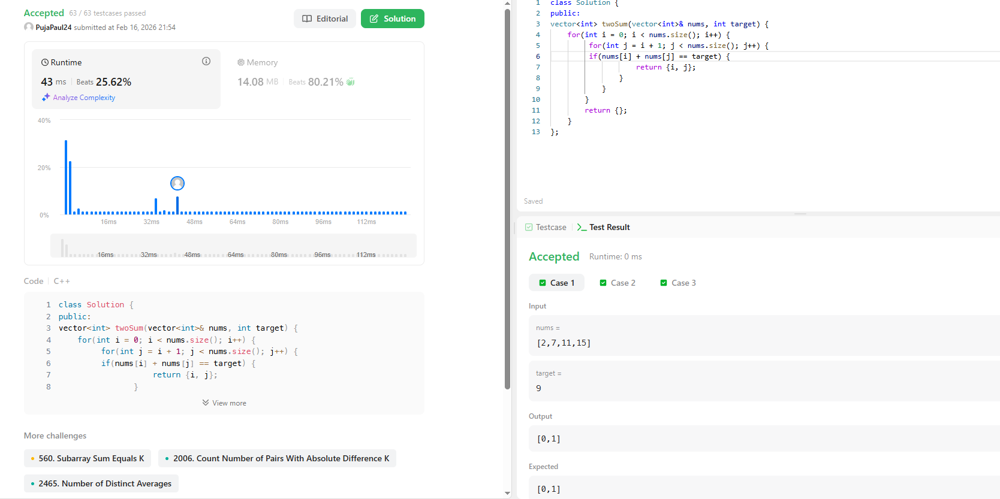 Accepted 63 / 63 testcases passed
PujaPaul24 submitted at Feb 16, 2026 21:54
Editorial
Solution
Runtime
43 ms Beats 25.62%
Analyze Complexity
Memory
14.08 MB Beats 80.21%
40%
20%
0%
16ms 32ms 48ms 64ms 80ms 96ms 112ms
16ms 32ms 48ms 64ms 80ms 96ms 112ms
Code C++
1 class Solution {
2 public:
3 vector<int> twoSum(vector<int>& nums, int target) {
4     for(int i = 0; i < nums.size(); i++) {
5          for(int j = i + 1; j < nums.size(); j++) {
6          if(nums[i] + nums[j] == target) {
7                     return {i, j};
8                 }
View more
More challenges
560. Subarray Sum Equals K
2006. Count Number of Pairs With Absolute Difference K
2465. Number of Distinct Averages
1 class Solution {
2 public:
3 vector<int> twoSum(vector<int>& nums, int target) {
4     for(int i = 0; i < nums.size(); i++) {
5          for(int j = i + 1; j < nums.size(); j++) {
6          if(nums[i] + nums[j] == target) {
7                     return {i, j};
8                 }
9             }
10         }
11         return {};
12     }
13 };
Saved
Testcase
Test Result
Accepted Runtime: 0 ms
Case 1 Case 2 Case 3
Input
nums =
[2,7,11,15]
target =
9
Output
[0,1]
Expected
[0,1]